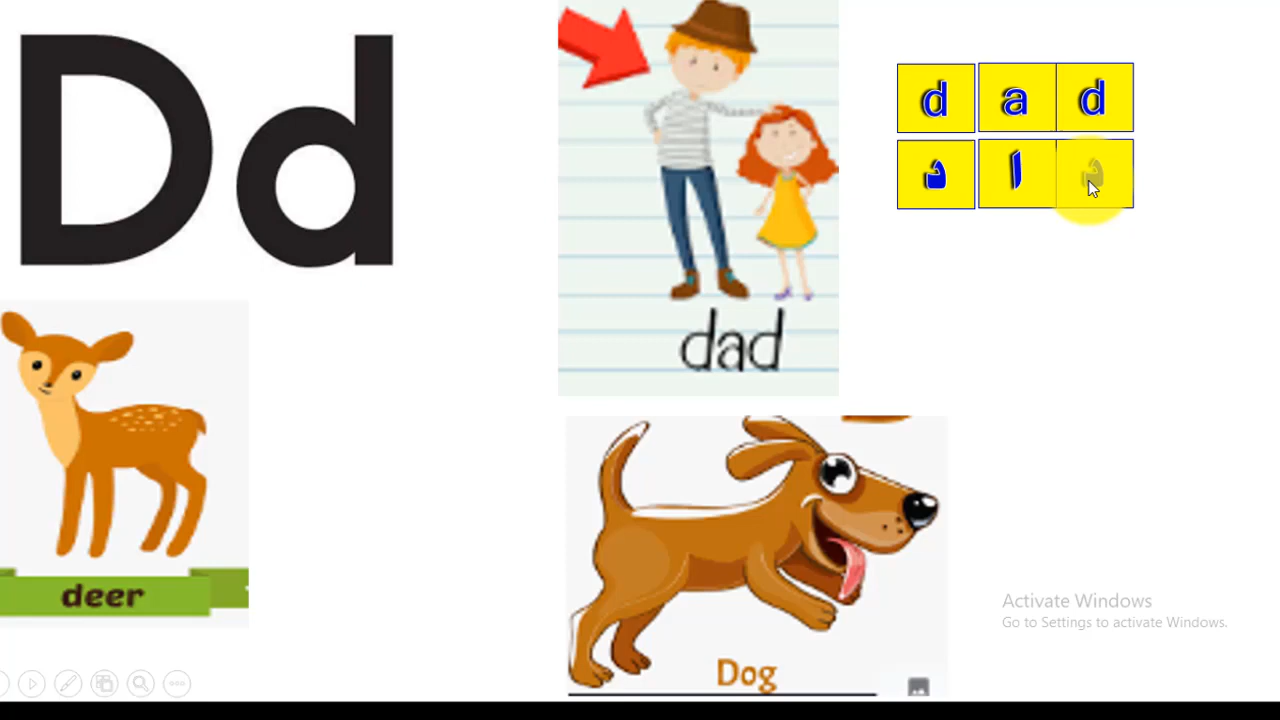 Dd
dad
d a d
د ا د
deer
Dog
Activate Windows
Go to Settings to activate Windows.